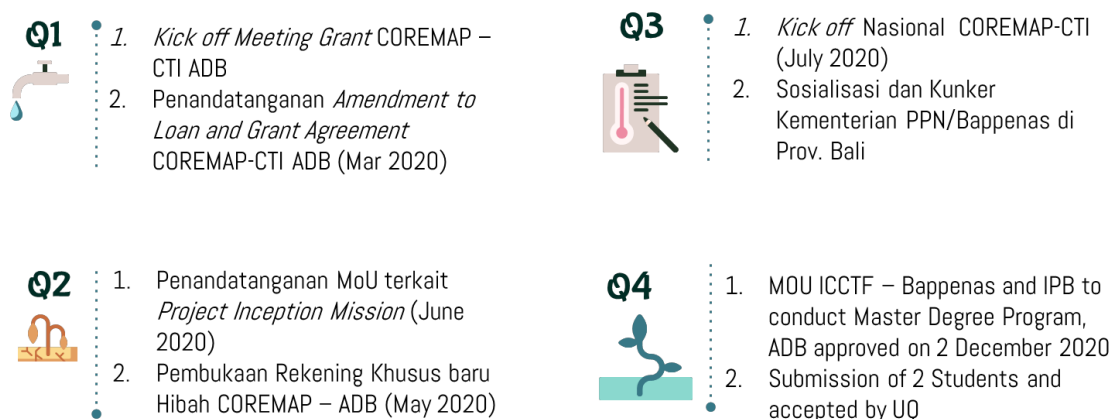 Q1
1. Kick off Meeting Grant COREMAP –
CTI ADB
2. Penandatanganan Amendment to
Loan and Grant Agreement
COREMAP-CTI ADB (Mar 2020)
Q2
1. Penandatanganan MoU terkait
Project Inception Mission (June
2020)
2. Pembukaan Rekening Khusus baru
Hibah COREMAP – ADB (May 2020)
Q3
1. Kick off Nasional COREMAP-CTI
(July 2020)
2. Sosialisasi dan Kunker
Kementerian PPN/Bappenas di
Prov. Bali
Q4
1. MOU ICCTF – Bappenas and IPB to
conduct Master Degree Program,
ADB approved on 2 December 2020
2. Submission of 2 Students and
accepted by UQ